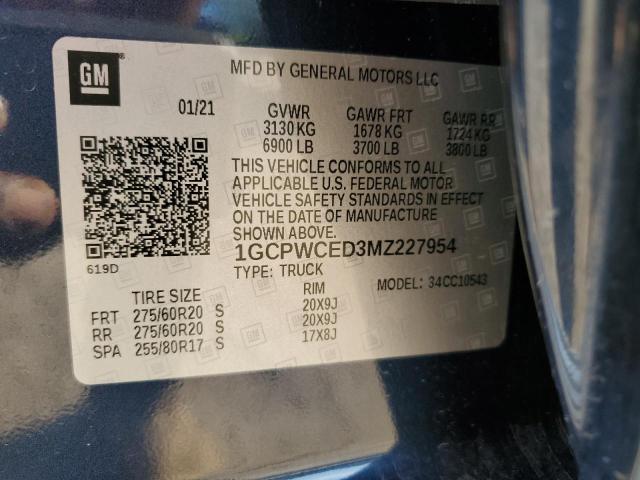 GM
MFD BY GENERAL MOTORS LLC
01/21 GVWR GAWR FRT GAWR RR
3130 KG 1678 KG 1724 KG
6900 LB 3700 LB 3800 LB
THIS VEHICLE CONFORMS TO ALL
APPLICABLE U.S. FEDERAL MOTOR
VEHICLE SAFETY STANDARDS IN EFFECT
ON THE DATE OF MANUFACTURE
SHOWN ABOVE.
1GCPWCED3MZ227954
619D
TYPE: TRUCK MODEL: 34CC10543
TIRE SIZE RIM
FRT 275/60R20 S 20X9J
RR 275/60R20 S 20X9J
SPA 255/80R17 S 17X8J